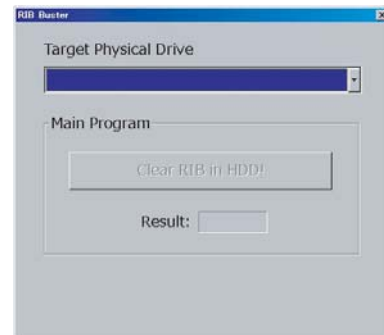 RIB Buster
Target Physical Drive
Main Program
Clear RIB in HDD!
Result: